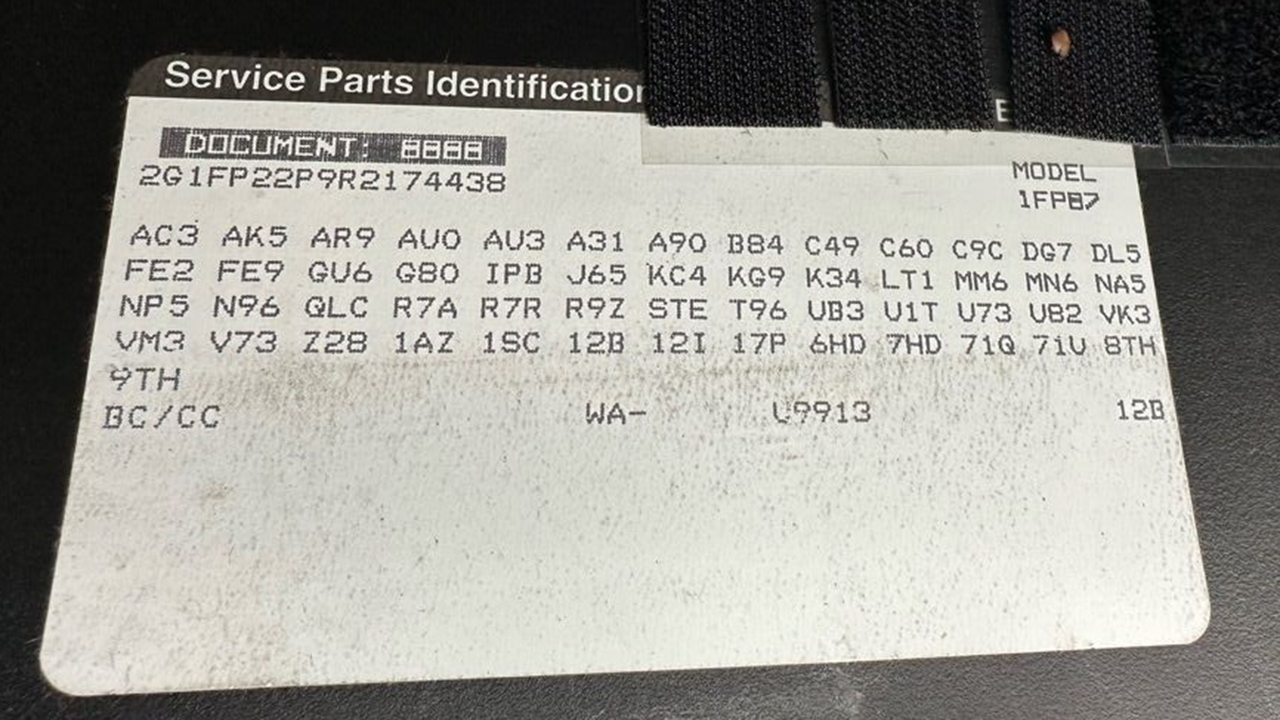 Service Parts Identification
E
DOCUMENT: 8888
2G1FP22P9R2174438
MODEL
1FP87
AC3 AK5 AR9 AU0 AU3 A31 A90 B84 C49 C60 C9C DG7 DL5
FE2 FE9 GU6 G80 IPB J65 KC4 KG9 K34 LT1 MM6 MN6 NA5
NP5 N96 QLC R7A R7R R9Z STE T96 UB3 U1T U73 U82 VK3
VM3 V73 Z28 1AZ 1SC 12B 12I 17P 6HD 7HD 71Q 71U 8TH
9TH
BC/CC WA- U9913 12B